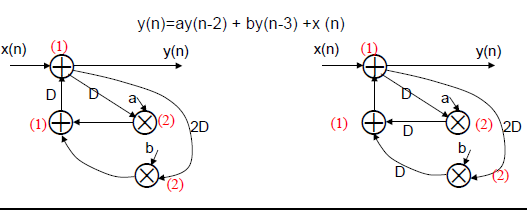 y(n)=ay(n-2) + by(n-3) +x (n)
x(n) (1) y(n) x(n) (1) y(n)
D D a D a
(1) (2) 2D (1) D (2) 2D
b b
(2) D (2)